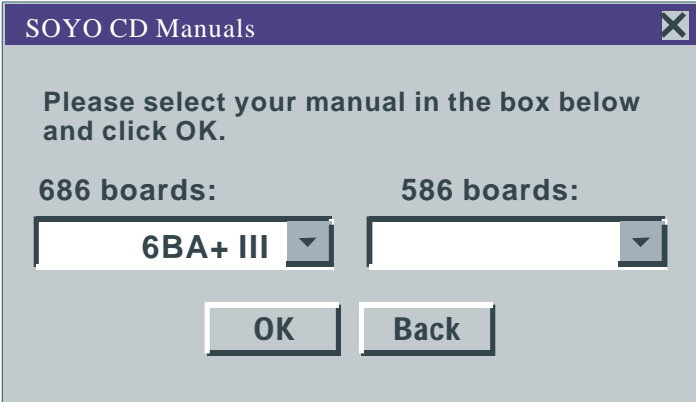 SOYO CD Manuals
Please select your manual in the box below
and click OK.
686 boards: 586 boards:
6BA+ III
OK Back